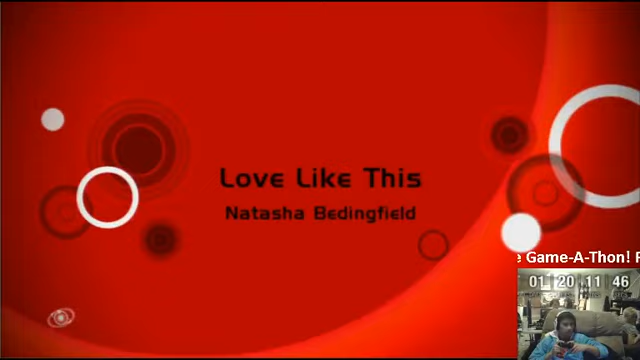 Love Like This
Natasha Bedingfield
e Game-A-Thon! F
01 20 11 46